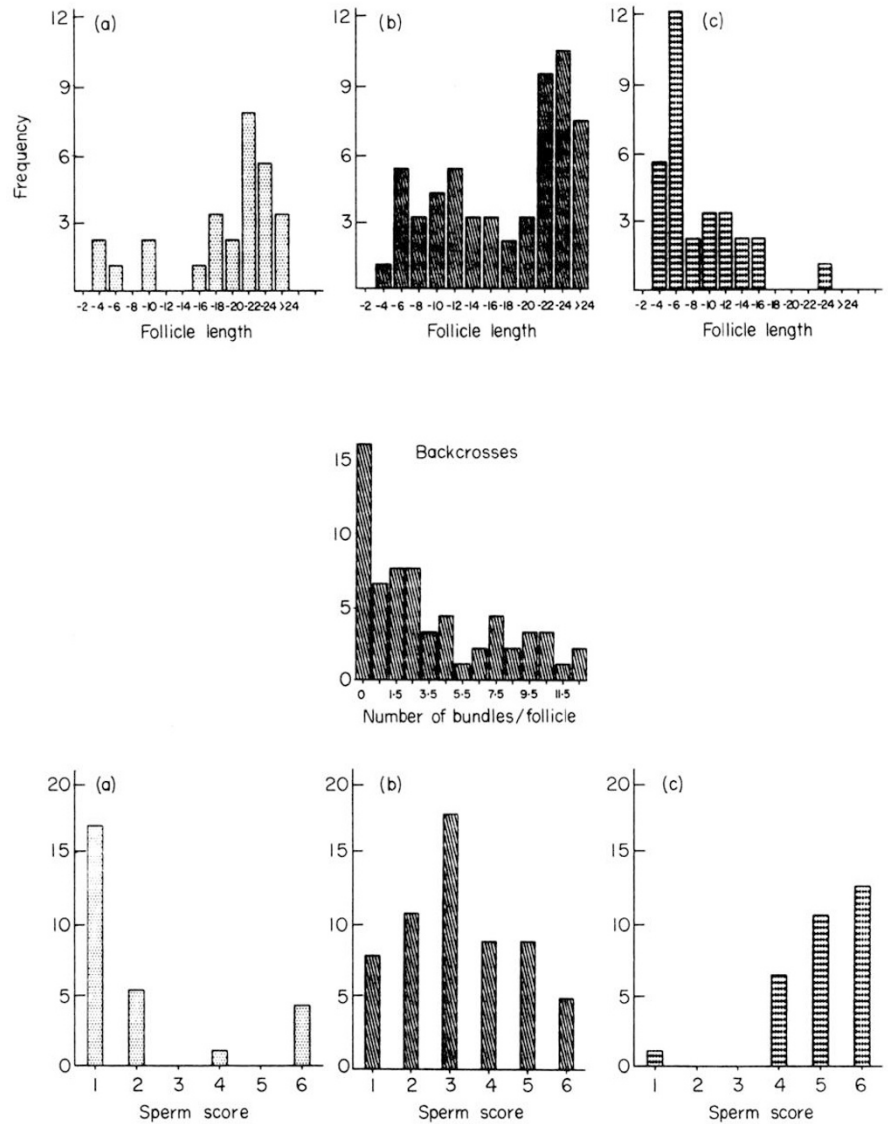 (a)
12
9
6
3
Frequency
-2 -4 -6 -8 -10 -12 -14 -16 -18 -20 -22 -24 >24
Follicle length
(b)
12
9
6
3
-2 -4 -6 -8 -10 -12 -14 -16 -18 -20 -22 -24 >24
Follicle length
(c)
12
9
6
3
-2 -4 -6 -8 -10 -12 -14 -16 -18 -20 -22 -24 >24
Follicle length
Backcrosses
15
10
5
0
0 1·5 3·5 5·5 7·5 9·5 11·5
Number of bundles/follicle
(a)
20
15
10
5
0
1 2 3 4 5 6
Sperm score
(b)
20
15
10
5
0
1 2 3 4 5 6
Sperm score
(c)
20
15
10
5
0
1 2 3 4 5 6
Sperm score